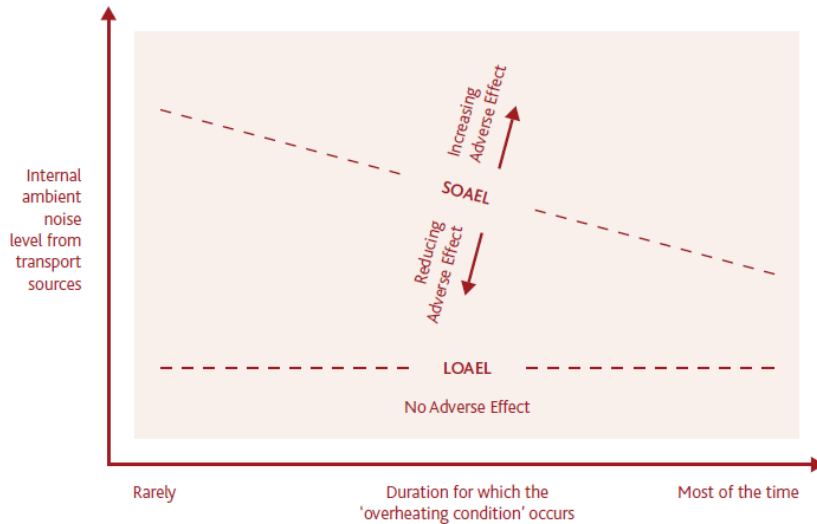 Increasing
Adverse Effect
Internal
ambient
noise
level from
transport
sources
SOAEL
Reducing
Adverse Effect
LOAEL
No Adverse Effect
Rarely
Duration for which the
'overheating condition' occurs
Most of the time